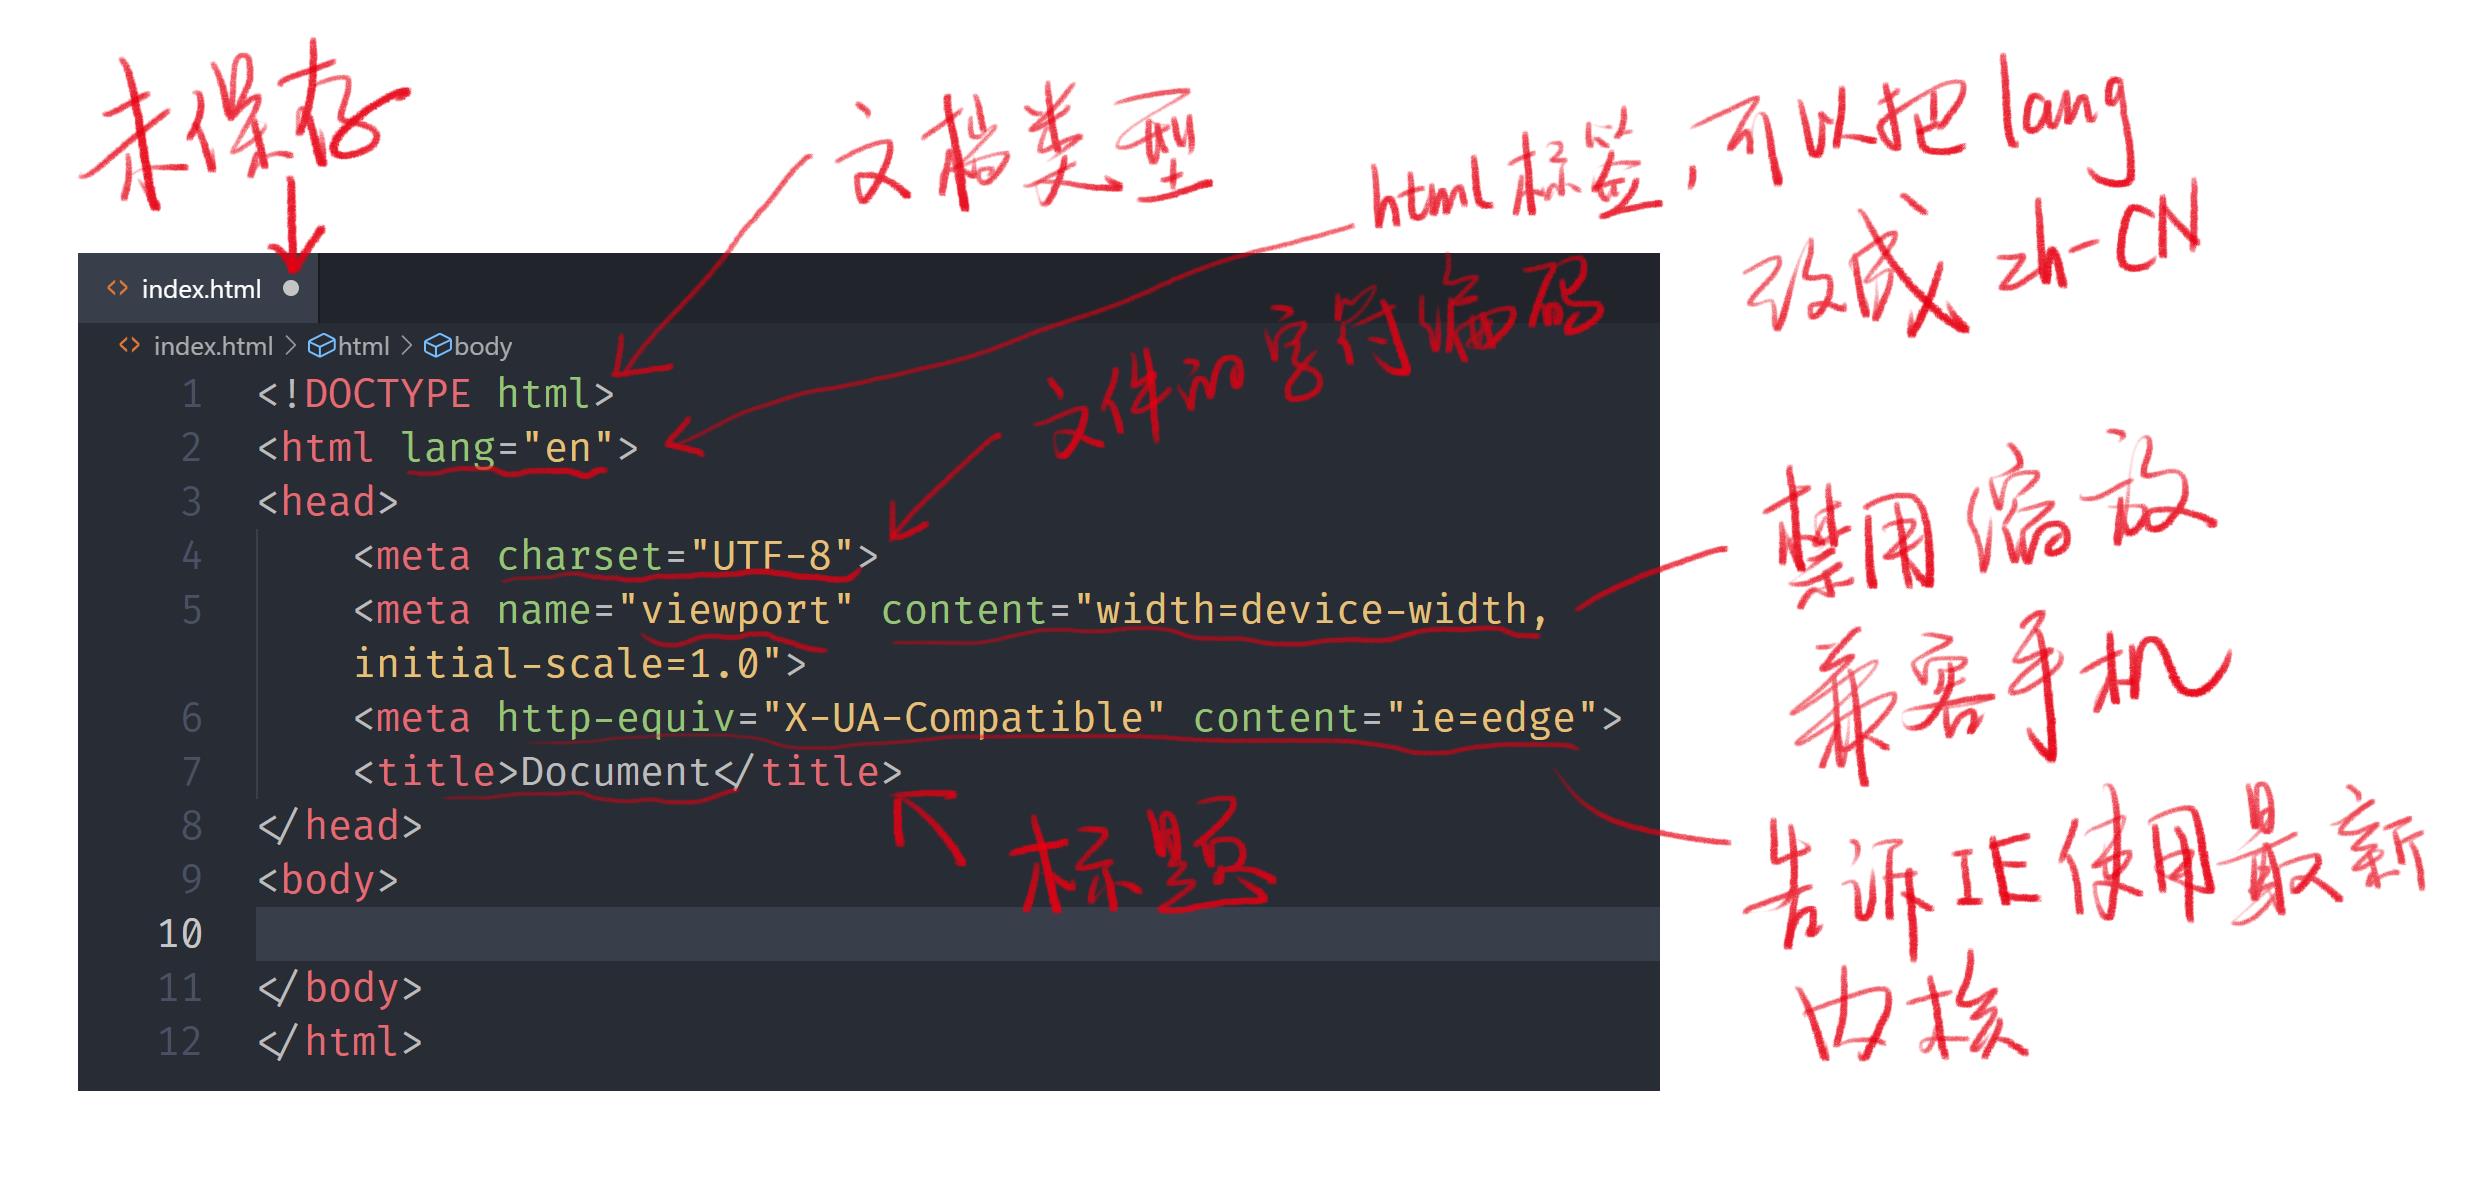 未保存
文档类型
html标签,可以把lang
改成 zh-CN
index.html
index.html > html > body
文件的字符编码
1 <!DOCTYPE html>
2 <html lang="en">
3 <head>
4 <meta charset="UTF-8">
5 <meta name="viewport" content="width=device-width,
initial-scale=1.0">
6 <meta http-equiv="X-UA-Compatible" content="ie=edge">
7 <title>Document</title>
8 </head>
9 <body>
10
11 </body>
12 </html>
禁用缩放
兼容手机
标题
告诉IE使用最新
内核